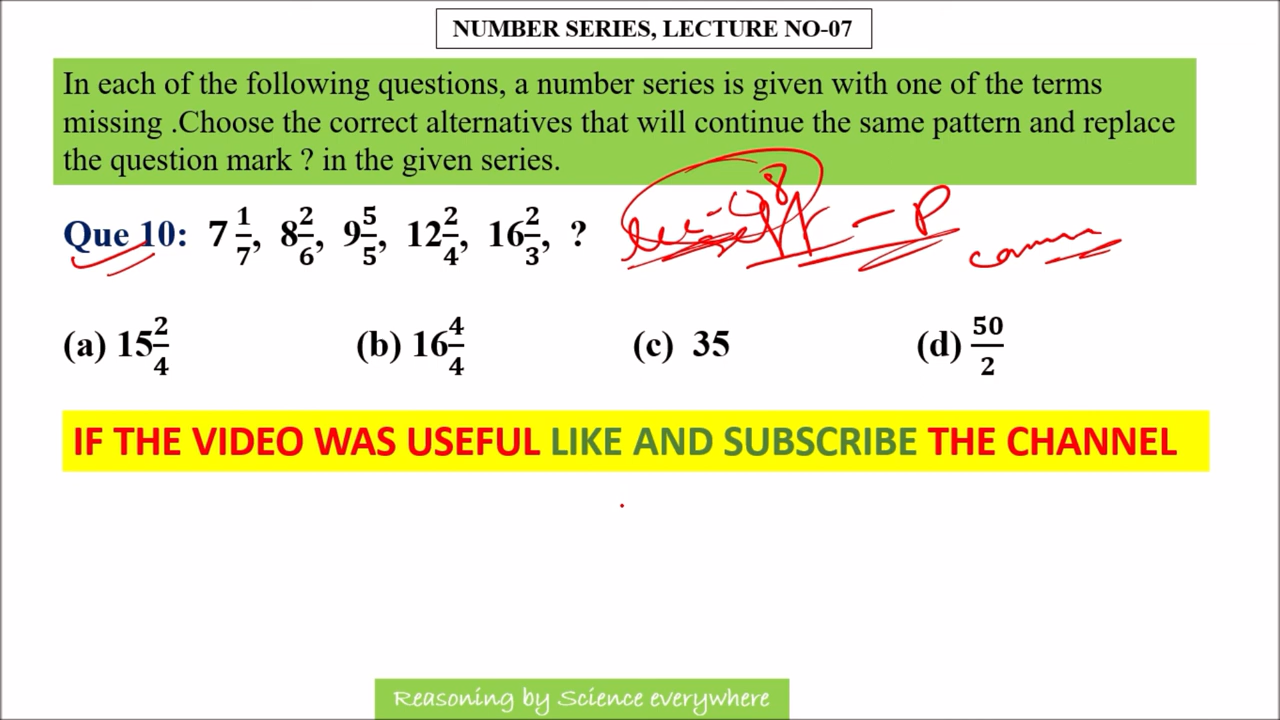 NUMBER SERIES, LECTURE NO-07
In each of the following questions, a number series is given with one of the terms
missing .Choose the correct alternatives that will continue the same pattern and replace
the question mark ? in the given series.
Que 10: 7 1/7, 8 2/6, 9 5/5, 12 2/4, 16 2/3, ? 8 - P
(a) 15 2/4 (b) 16 4/4 (c) 35 (d) 50/2
IF THE VIDEO WAS USEFUL LIKE AND SUBSCRIBE THE CHANNEL
Reasoning by Science everywhere